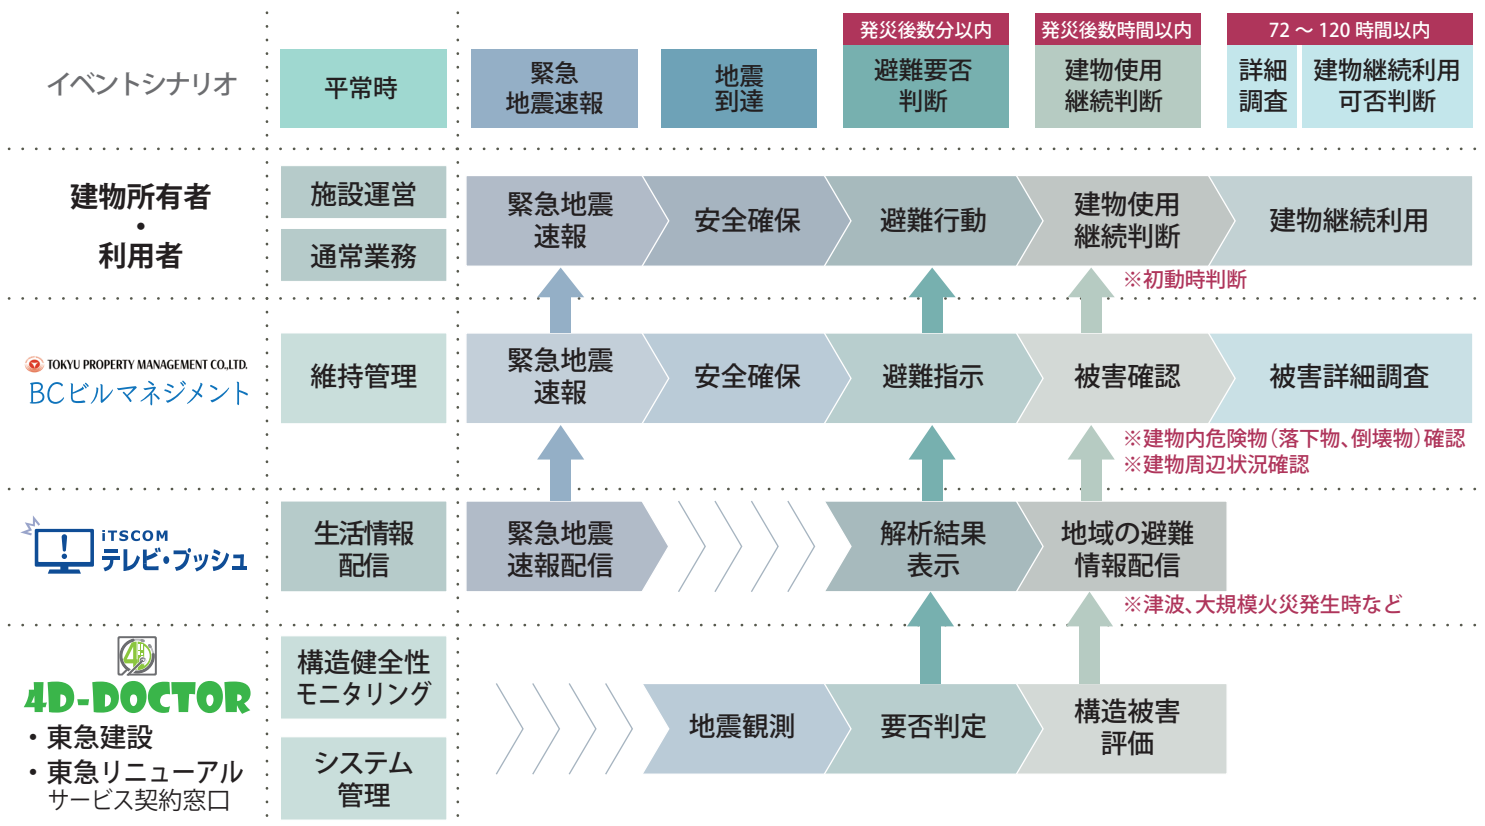 発災後数分以内
発災後数時間以内
72 ～ 120 時間以内
イベントシナリオ
平常時
緊急
地震速報
地震
到達
避難要否
判断
建物使用
継続判断
詳細
調査
建物継続利用
可否判断
建物所有者
・
利用者
施設運営
通常業務
緊急地震
速報
安全確保
避難行動
建物使用
継続判断
建物継続利用
※初動時判断
TOKYU PROPERTY MANAGEMENT CO.,LTD.
BCビルマネジメント
維持管理
緊急地震
速報
安全確保
避難指示
被害確認
被害詳細調査
※建物内危険物（落下物、倒壊物）確認
※建物周辺状況確認
iTSCOM
テレビ・プッシュ
生活情報
配信
緊急地震
速報配信
解析結果
表示
地域の避難
情報配信
※津波、大規模火災発生時など
4D
4D-DOCTOR
・東急建設
・東急リニューアル
サービス契約窓口
構造健全性
モニタリング
システム
管理
地震観測
要否判定
構造被害
評価